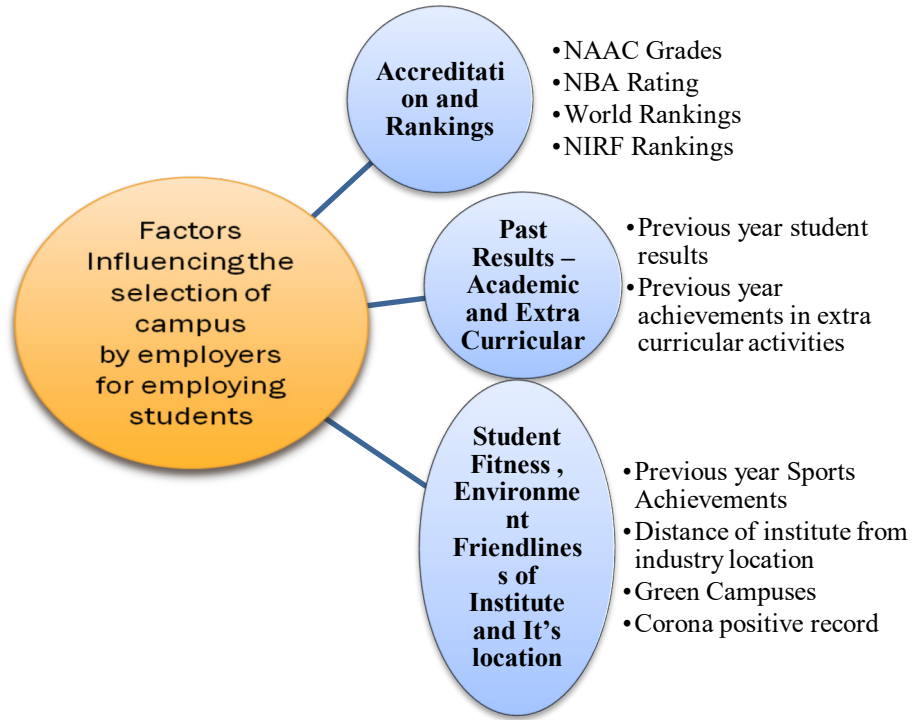 Factors
Influencing the
selection of
campus
by employers
for employing
students
Accreditati
on and
Rankings
•NAAC Grades
•NBA Rating
•World Rankings
•NIRF Rankings
Past
Results –
Academic
and Extra
Curricular
•Previous year student
results
•Previous year
achievements in extra
curricular activities
Student
Fitness ,
Environme
nt
Friendlines
s of
Institute
and It’s
location
•Previous year Sports
Achievements
•Distance of institute from
industry location
•Green Campuses
•Corona positive record